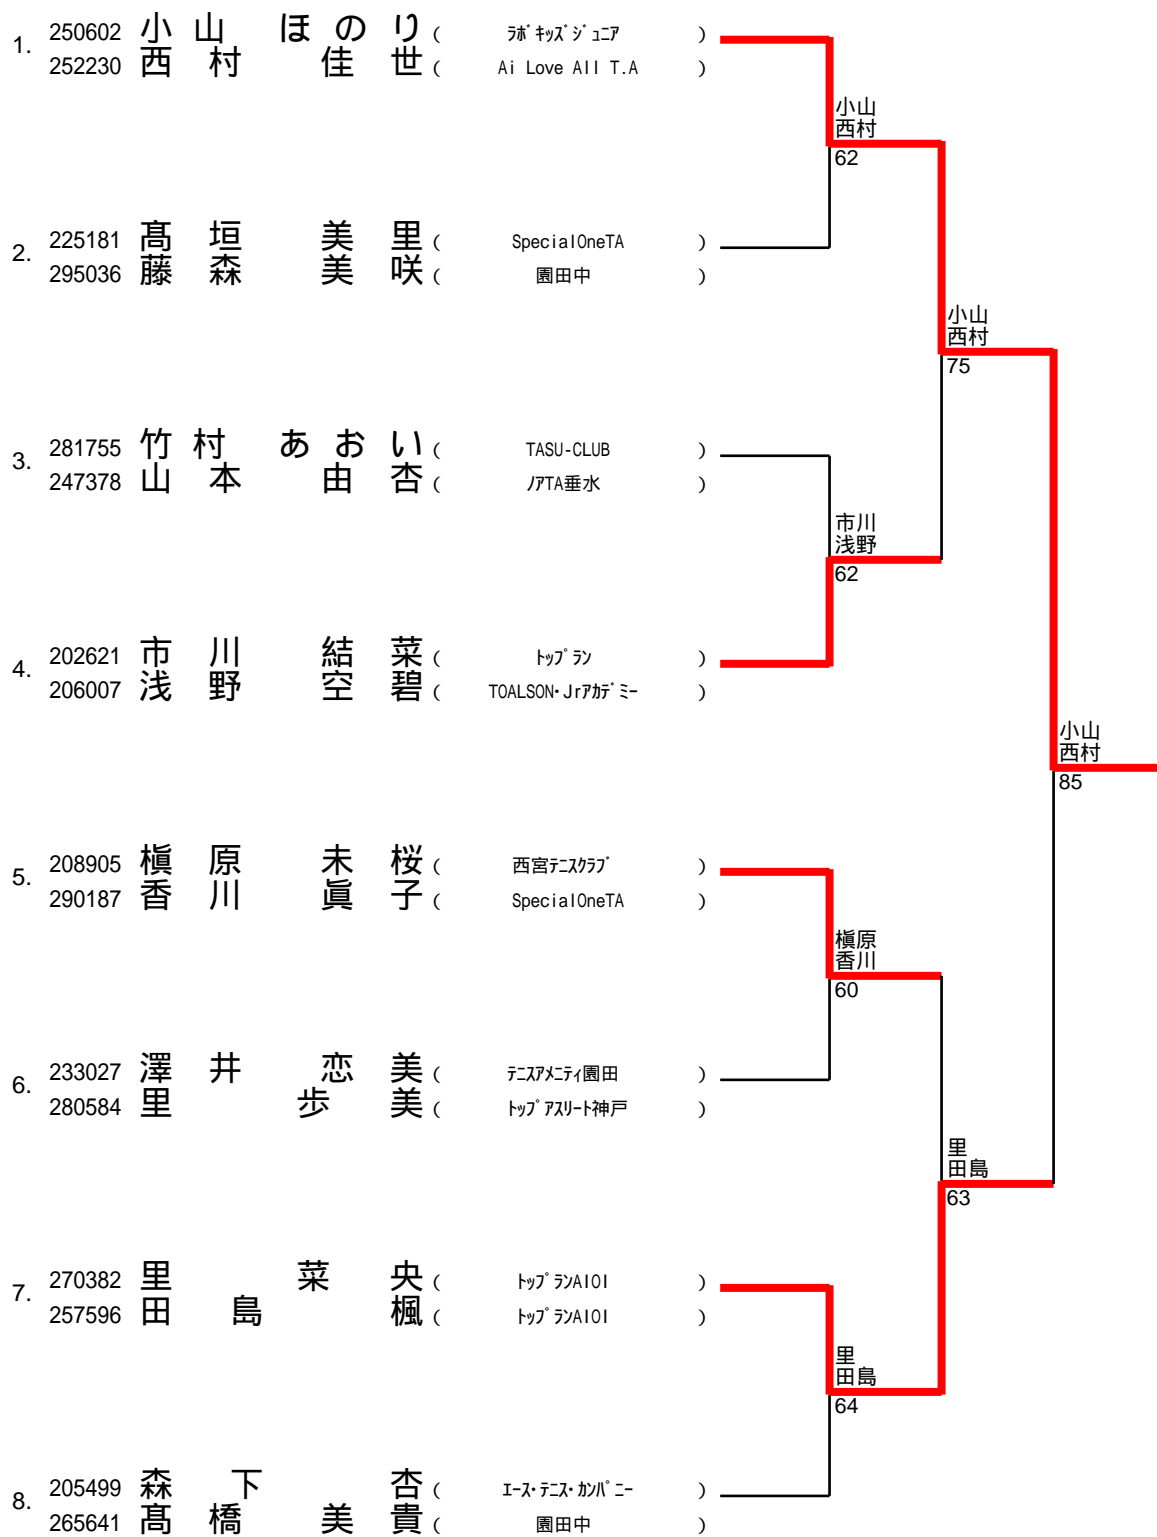 1. 250602 小山 ほのり ( ﾗﾎﾞｷｯｽﾞｼﾞｭﾆｱ )
252230 西村 佳世 ( Ai Love All T.A )
小山
西村
62
2. 225181 髙垣 美里 ( SpecialOneTA )
295036 藤森 美咲 ( 園田中 )
小山
西村
75
3. 281755 竹村 あおい ( TASU-CLUB )
247378 山本 由杏 ( ﾉｱTA垂水 )
市川
浅野
62
4. 202621 市川 結菜 ( ﾄｯﾌﾟﾗﾝ )
206007 浅野 空碧 ( TOALSON･Jrｱｶﾃﾞﾐｰ )
小山
西村
85
5. 208905 槇原 未桜 ( 西宮ﾃﾆｽｸﾗﾌﾞ )
290187 香川 眞子 ( SpecialOneTA )
槇原
香川
60
6. 233027 澤井 恋美 ( ﾃﾆｽｱﾒﾆﾃｨ園田 )
280584 里 歩美 ( ﾄｯﾌﾟｱｽﾘｰﾄ神戸 )
里
田島
63
7. 270382 里 菜央 ( ﾄｯﾌﾟﾗﾝAIOI )
257596 田島 楓 ( ﾄｯﾌﾟﾗﾝAIOI )
里
田島
64
8. 205499 森下 杏 ( ｴｰｽ･ﾃﾆｽ･ｶﾝﾊﾟﾆｰ )
265641 髙橋 美貴 ( 園田中 )